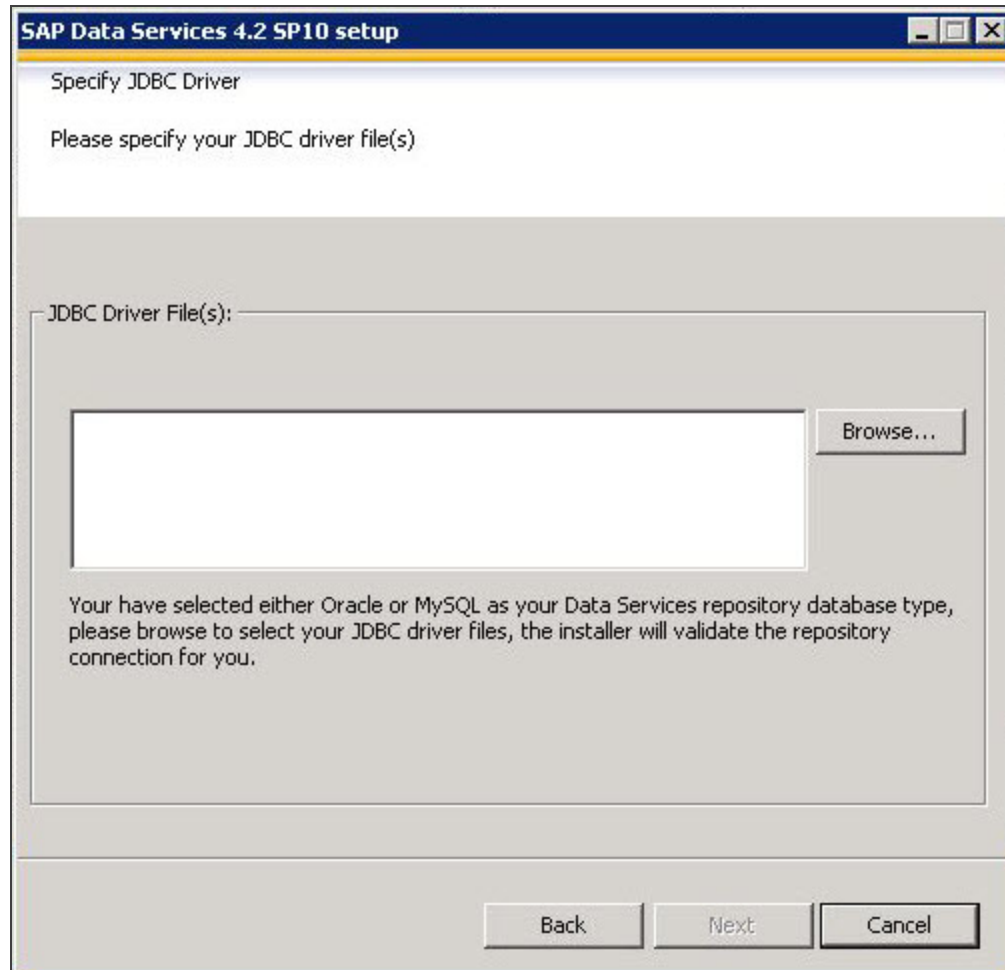 SAP Data Services 4.2 SP10 setup
Specify JDBC Driver
Please specify your JDBC driver file(s)
JDBC Driver File(s):
Browse...
Your have selected either Oracle or MySQL as your Data Services repository database type,
please browse to select your JDBC driver files, the installer will validate the repository
connection for you.
Back
Next
Cancel